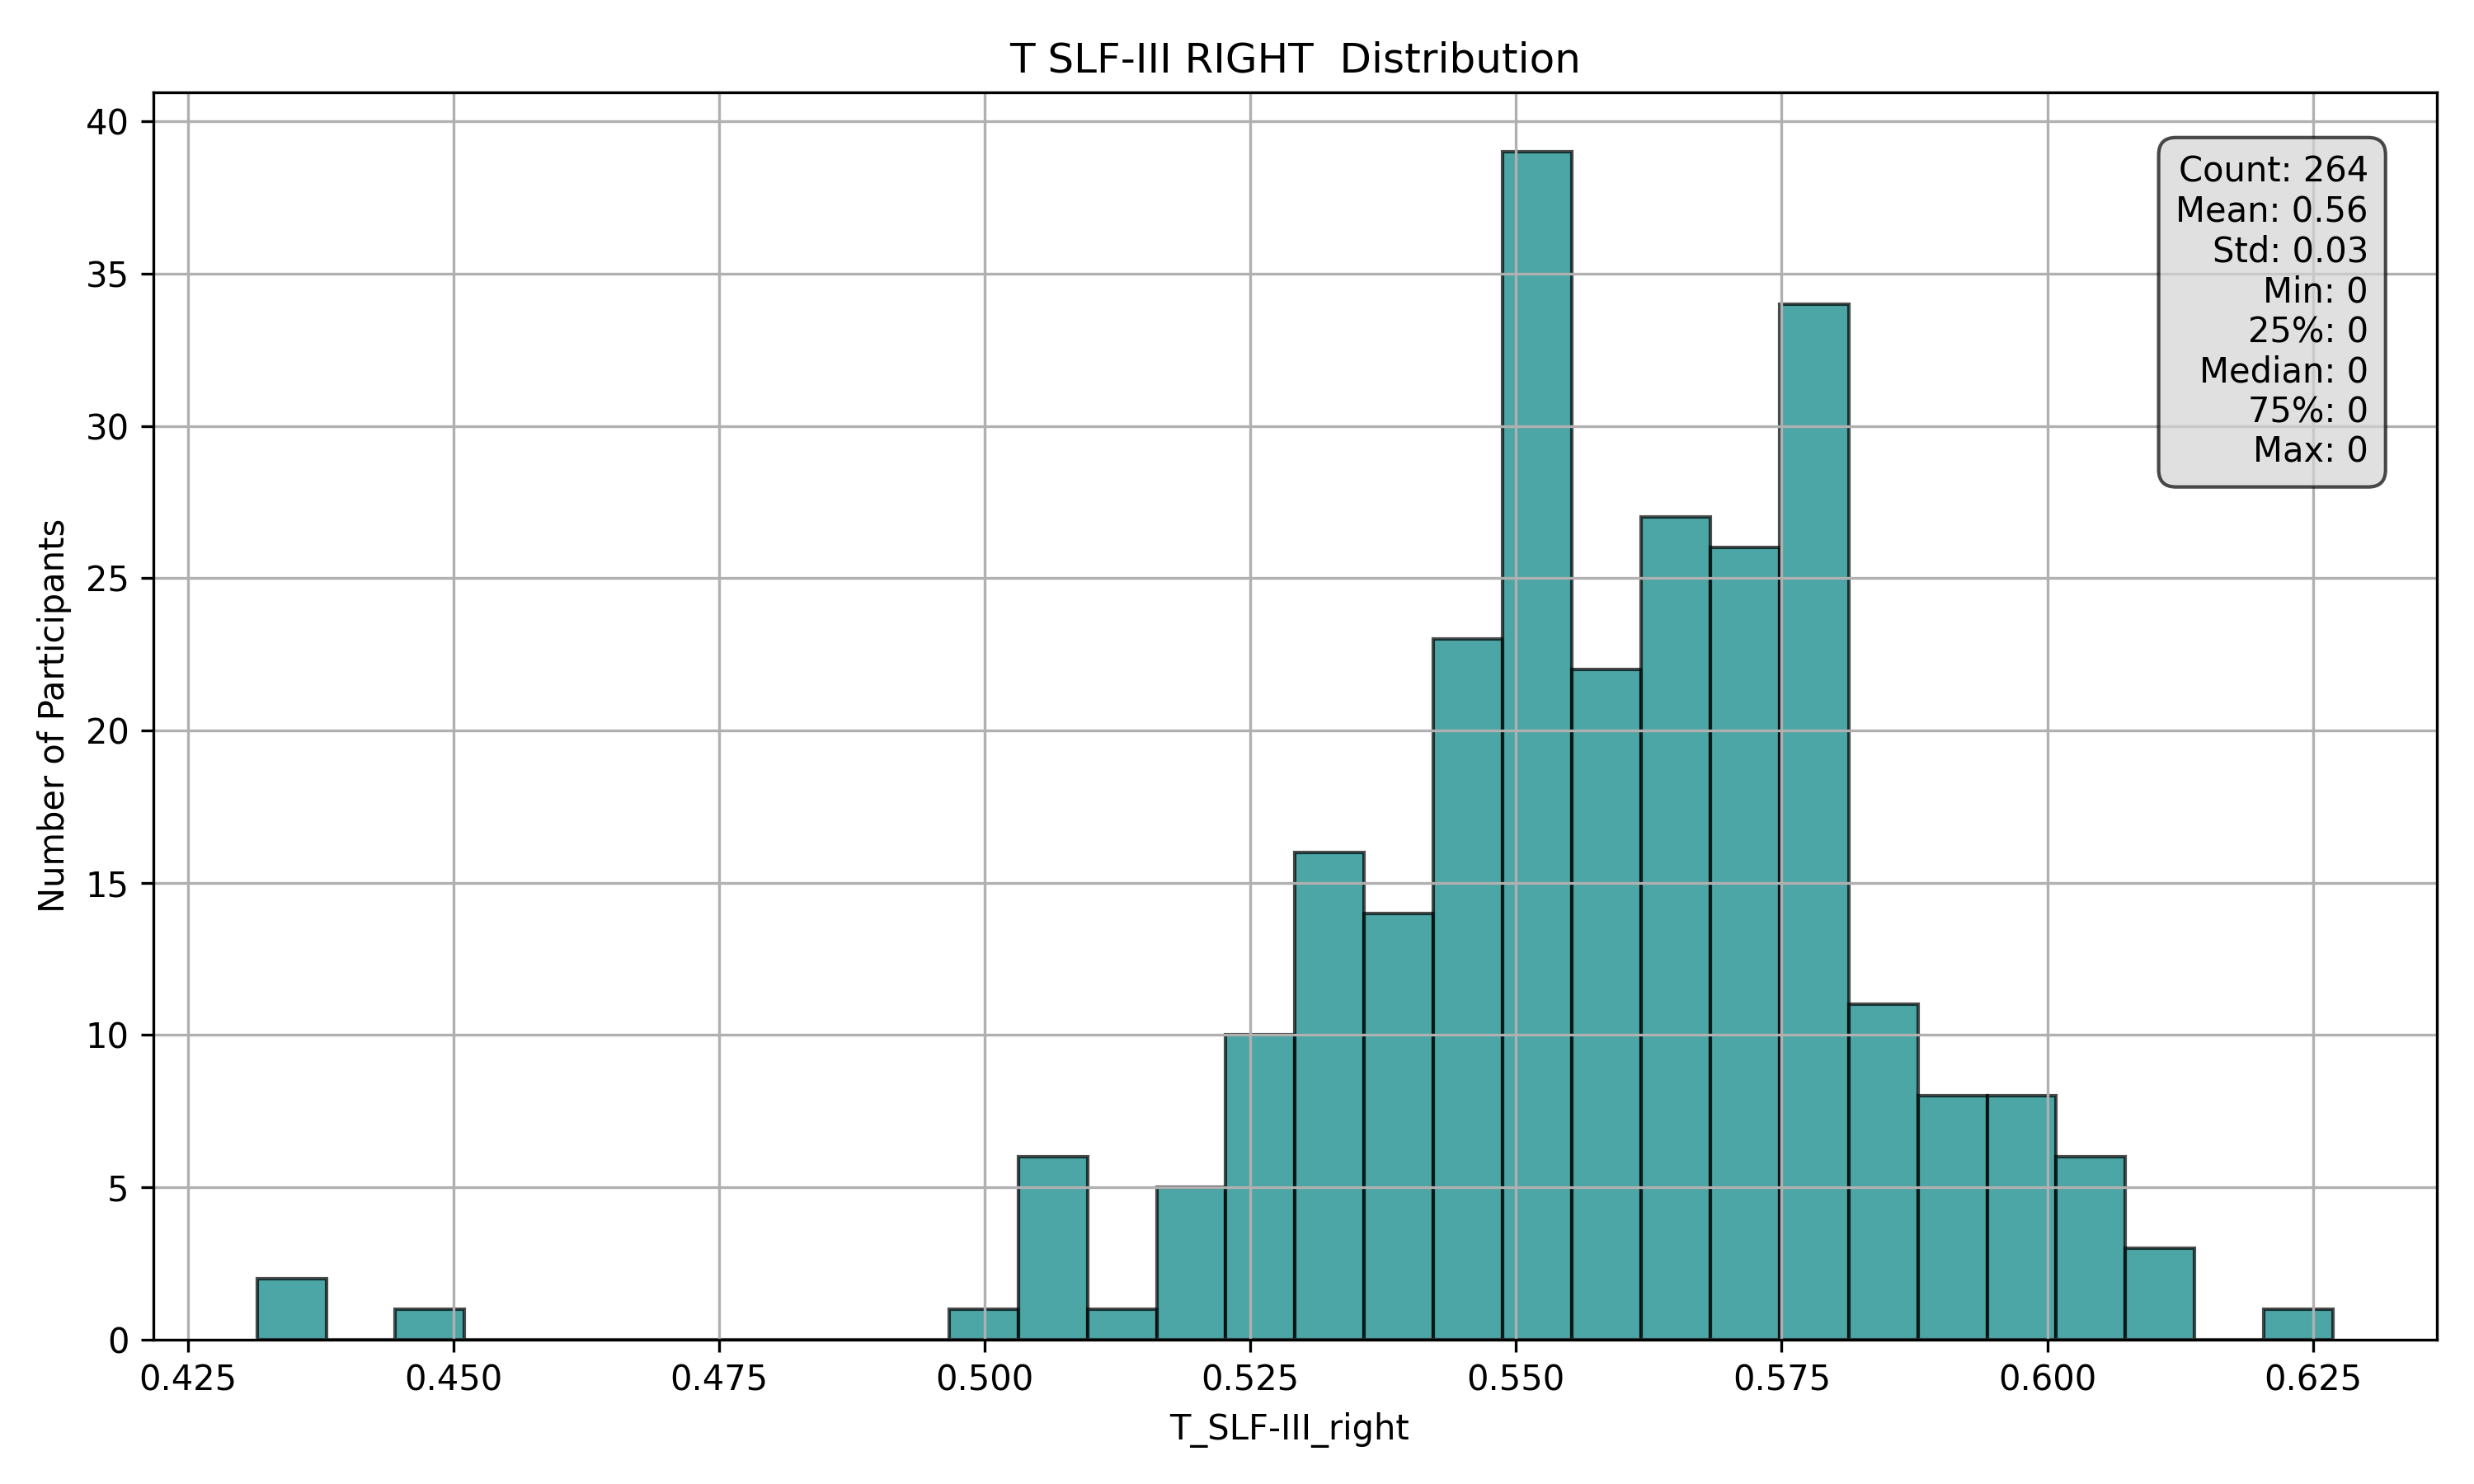 T SLF-III RIGHT  Distribution
40
35
30
25
20
15
10
5
0
Number of Participants
Count: 264
Mean: 0.56
Std: 0.03
Min: 0
25%: 0
Median: 0
75%: 0
Max: 0
0.425 0.450 0.475 0.500 0.525 0.550 0.575 0.600 0.625
T_SLF-III_right